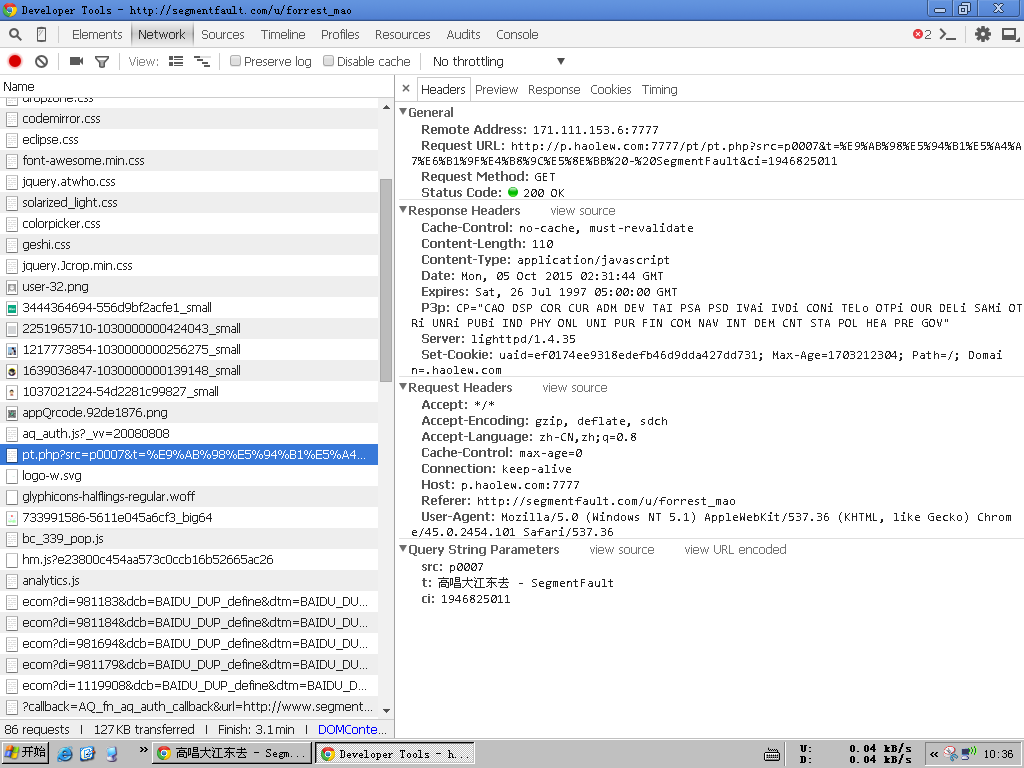 Developer Tools - http://segmentfault.com/u/forrest_mao
Elements Network Sources Timeline Profiles Resources Audits Console 2
View: Preserve log Disable cache No throttling
Name
dropzone.css
codemirror.css
eclipse.css
font-awesome.min.css
jquery.atwho.css
solarized_light.css
colorpicker.css
geshi.css
jquery.Jcrop.min.css
user-32.png
3444364694-556d9bf2acfe1_small
2251965710-1030000000424043_small
1217773854-1030000000256275_small
1639036847-1030000000139148_small
1037021224-54d2281c99827_small
appQrcode.92de1876.png
aq_auth.js?_vv=20080808
pt.php?src=p0007&t=%E9%AB%98%E5%94%B1%E5%A4...
logo-w.svg
glyphicons-halflings-regular.woff
733991586-5611e045a6cf3_big64
bc_339_pop.js
hm.js?e23800c454aa573c0ccb16b52665ac26
analytics.js
ecom?di=981183&dcb=BAIDU_DUP_define&dtm=BAIDU_DU...
ecom?di=981184&dcb=BAIDU_DUP_define&dtm=BAIDU_DU...
ecom?di=981694&dcb=BAIDU_DUP_define&dtm=BAIDU_DU...
ecom?di=981179&dcb=BAIDU_DUP_define&dtm=BAIDU_DU...
ecom?di=1119908&dcb=BAIDU_DUP_define&dtm=BAIDU_D...
?callback=AQ_fn_aq_auth_callback&url=http://www.segment...
86 requests | 127KB transferred | Finish: 3.1 min | DOMConte...
× Headers Preview Response Cookies Timing
General
Remote Address: 171.111.153.6:7777
Request URL: http://p.haolew.com:7777/pt/pt.php?src=p0007&t=%E9%AB%98%E5%94%B1%E5%A4%A
7%E6%B1%9F%E4%B8%9C%E5%8E%BB%20-%20SegmentFault&ci=1946825011
Request Method: GET
Status Code: 200 OK
Response Headers view source
Cache-Control: no-cache, must-revalidate
Content-Length: 110
Content-Type: application/javascript
Date: Mon, 05 Oct 2015 02:31:44 GMT
Expires: Sat, 26 Jul 1997 05:00:00 GMT
P3p: CP="CAO DSP COR CUR ADM DEV TAI PSA PSD IVAi IVDi CONi TELo OTPi OUR DELi SAMi OT
Ri UNRi PUBi IND PHY ONL UNI PUR FIN COM NAV INT DEM CNT STA POL HEA PRE GOV"
Server: lighttpd/1.4.35
Set-Cookie: uaid=ef0174ee9318edefb46d9dda427dd731; Max-Age=1703212304; Path=/; Domai
n=.haolew.com
Request Headers view source
Accept: */*
Accept-Encoding: gzip, deflate, sdch
Accept-Language: zh-CN,zh;q=0.8
Cache-Control: max-age=0
Connection: keep-alive
Host: p.haolew.com:7777
Referer: http://segmentfault.com/u/forrest_mao
User-Agent: Mozilla/5.0 (Windows NT 5.1) AppleWebKit/537.36 (KHTML, like Gecko) Chrom
e/45.0.2454.101 Safari/537.36
Query String Parameters view source view URL encoded
src: p0007
t: 高唱大江东去 - SegmentFault
ci: 1946825011
开始 » 高唱大江东去 - Segm... Developer Tools - h... U: 0.04 kB/s « 10:36
D: 0.04 kB/s